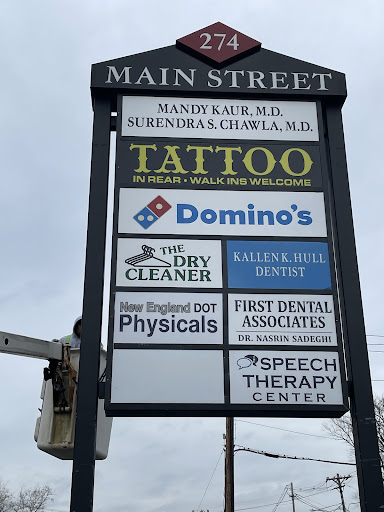 274
MAIN STREET
MANDY KAUR, M.D.
SURENDRA S. CHAWLA, M.D.
TATTOO
IN REAR • WALK INS WELCOME
Domino's
THE
DRY
CLEANER
KALLEN K. HULL
DENTIST
New England DOT
Physicals
FIRST DENTAL
ASSOCIATES
DR. NASRIN SADEGHI
SPEECH
THERAPY
CENTER